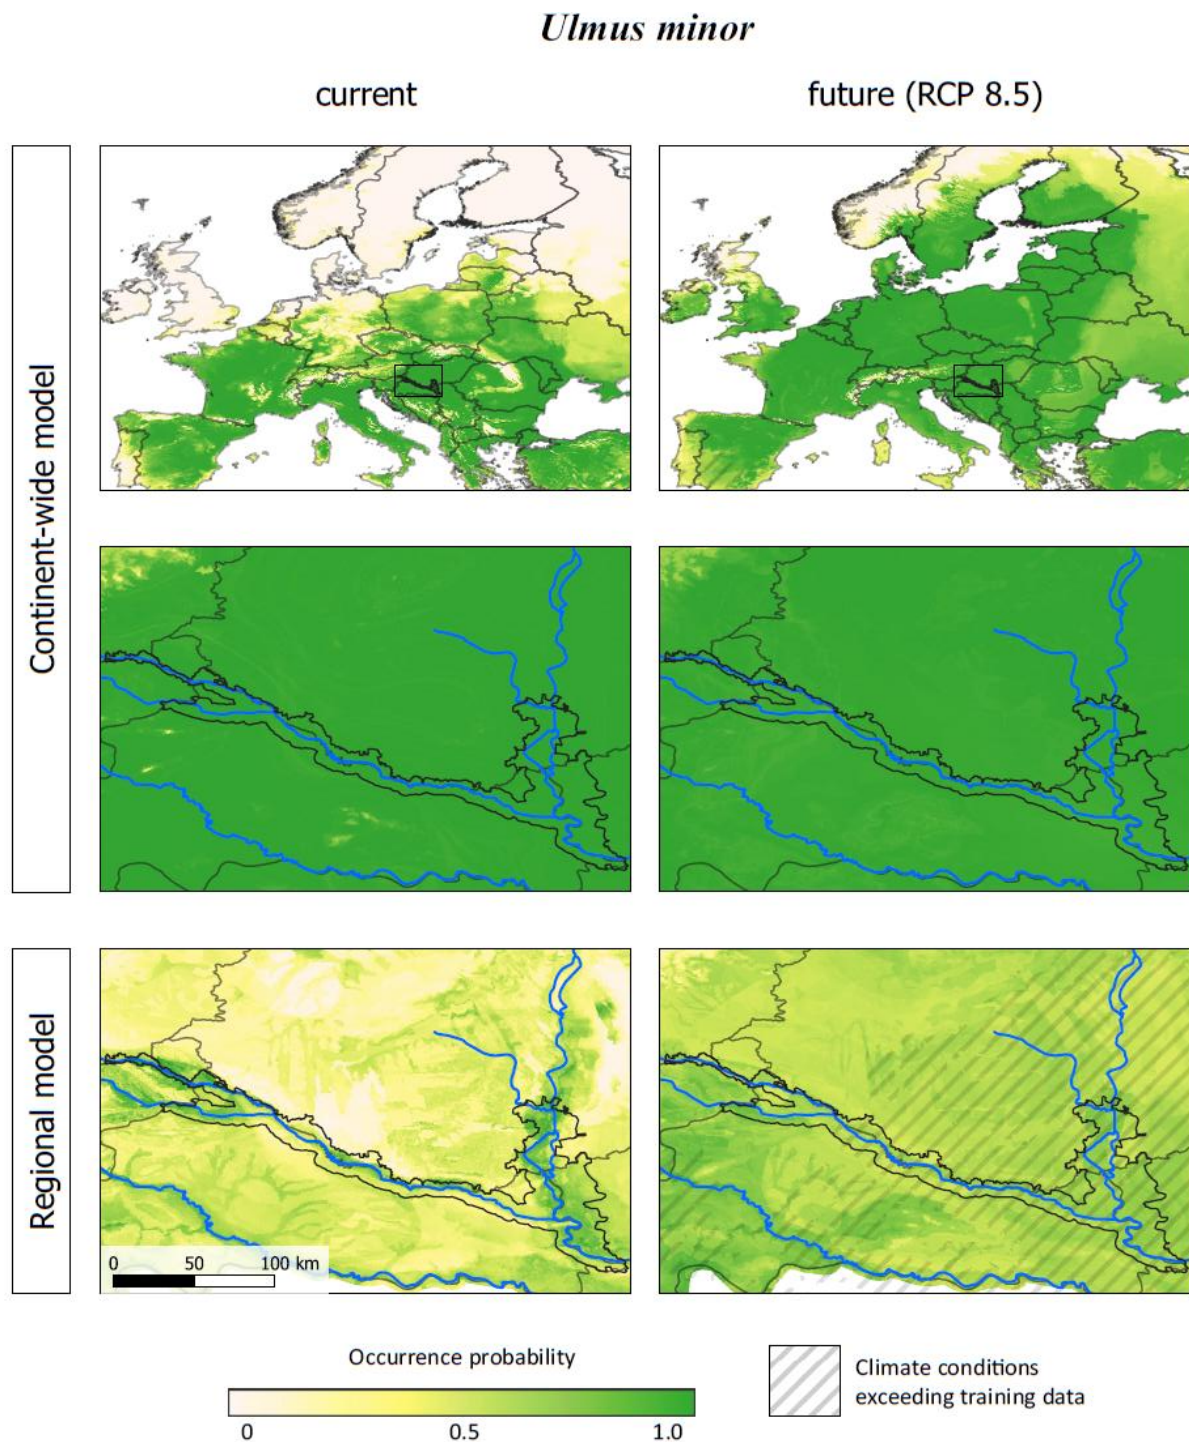 Ulmus minor
current
future (RCP 8.5)
Continent-wide model
Regional model
0 50 100 km
Occurrence probability
0 0.5 1.0
Climate conditions
exceeding training data